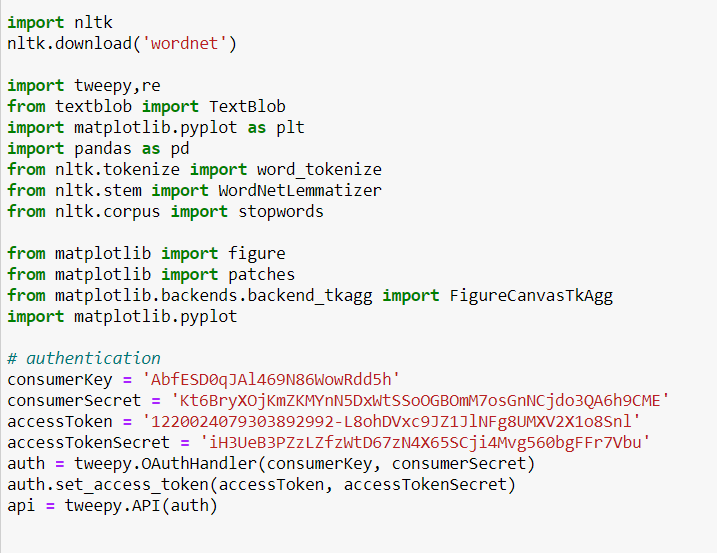 import nltk
nltk.download('wordnet')
import tweepy,re
from textblob import TextBlob
import matplotlib.pyplot as plt
import pandas as pd
from nltk.tokenize import word_tokenize
from nltk.stem import WordNetLemmatizer
from nltk.corpus import stopwords
from matplotlib import figure
from matplotlib import patches
from matplotlib.backends.backend_tkagg import FigureCanvasTkAgg
import matplotlib.pyplot
# authentication
consumerKey = 'AbfESD0qJAl469N86WowRdd5h'
consumerSecret = 'Kt6BryXOjKmZKMYnN5DxWtSSoOGBOmM7osGnNCjdo3QA6h9CME'
accessToken = '1220024079303892992-L8ohDVxc9JZ1JlNFg8UMXV2X1o8Snl'
accessTokenSecret = 'iH3UeB3PZzLZfzWtD67zN4X65SCji4Mvg560bgFFr7Vbu'
auth = tweepy.OAuthHandler(consumerKey, consumerSecret)
auth.set_access_token(accessToken, accessTokenSecret)
api = tweepy.API(auth)